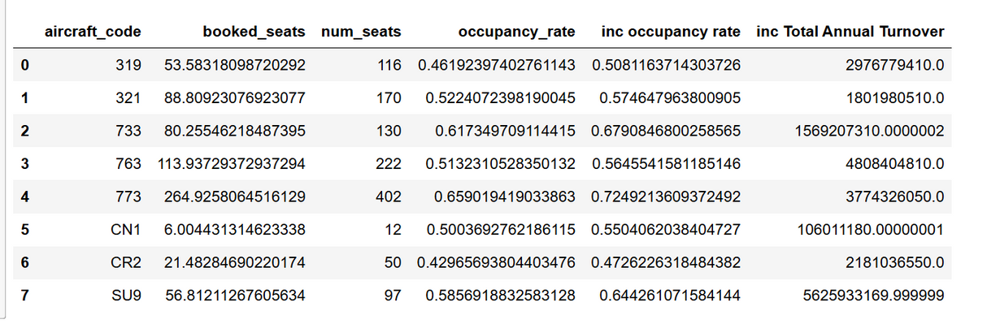 aircraft_code booked_seats num_seats occupancy_rate inc occupancy rate inc Total Annual Turnover
0 319 53.58318098720292 116 0.46192397402761143 0.5081163714303726 2976779410.0
1 321 88.80923076923077 170 0.5224072398190045 0.574647963800905 1801980510.0
2 733 80.25546218487395 130 0.617349709114415 0.6790846800258565 1569207310.0000002
3 763 113.93729372937294 222 0.5132310528350132 0.5645541581185146 4808404810.0
4 773 264.9258064516129 402 0.659019419033863 0.7249213609372492 3774326050.0
5 CN1 6.004431314623338 12 0.5003692762186115 0.5504062038404727 106011180.00000001
6 CR2 21.48284690220174 50 0.42965693804403476 0.4726226318484382 2181036550.0
7 SU9 56.81211267605634 97 0.5856918832583128 0.644261071584144 5625933169.999999